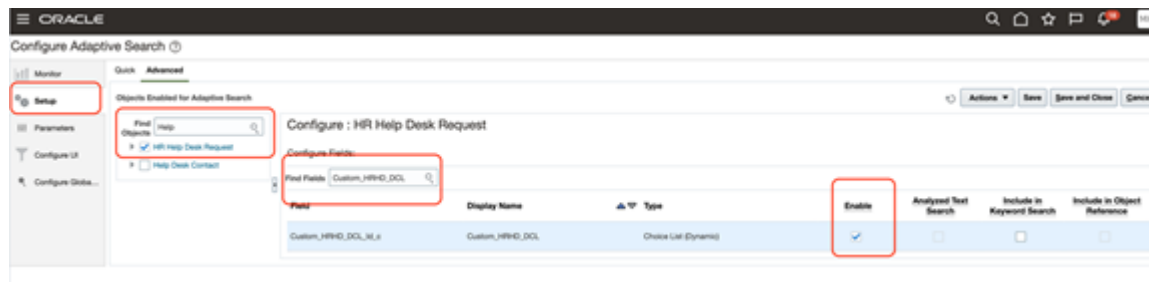 ORACLE
Configure Adaptive Search
Monitor
Setup
Parameters
Configure UI
Configure Globa...
Quick Advanced
Objects Enabled for Adaptive Search
Find Objects Help
HR Help Desk Request
Help Desk Contact
Actions Save Save and Close Cance
Configure : HR Help Desk Request
Configure Fields:
Find Fields Custom_HRHD_DCL
Field Display Name Type Enable Analyzed Text Search Include in Keyword Search Include in Object Reference
Custom_HRHD_DCL_Id_c Custom_HRHD_DCL Choice List (Dynamic)